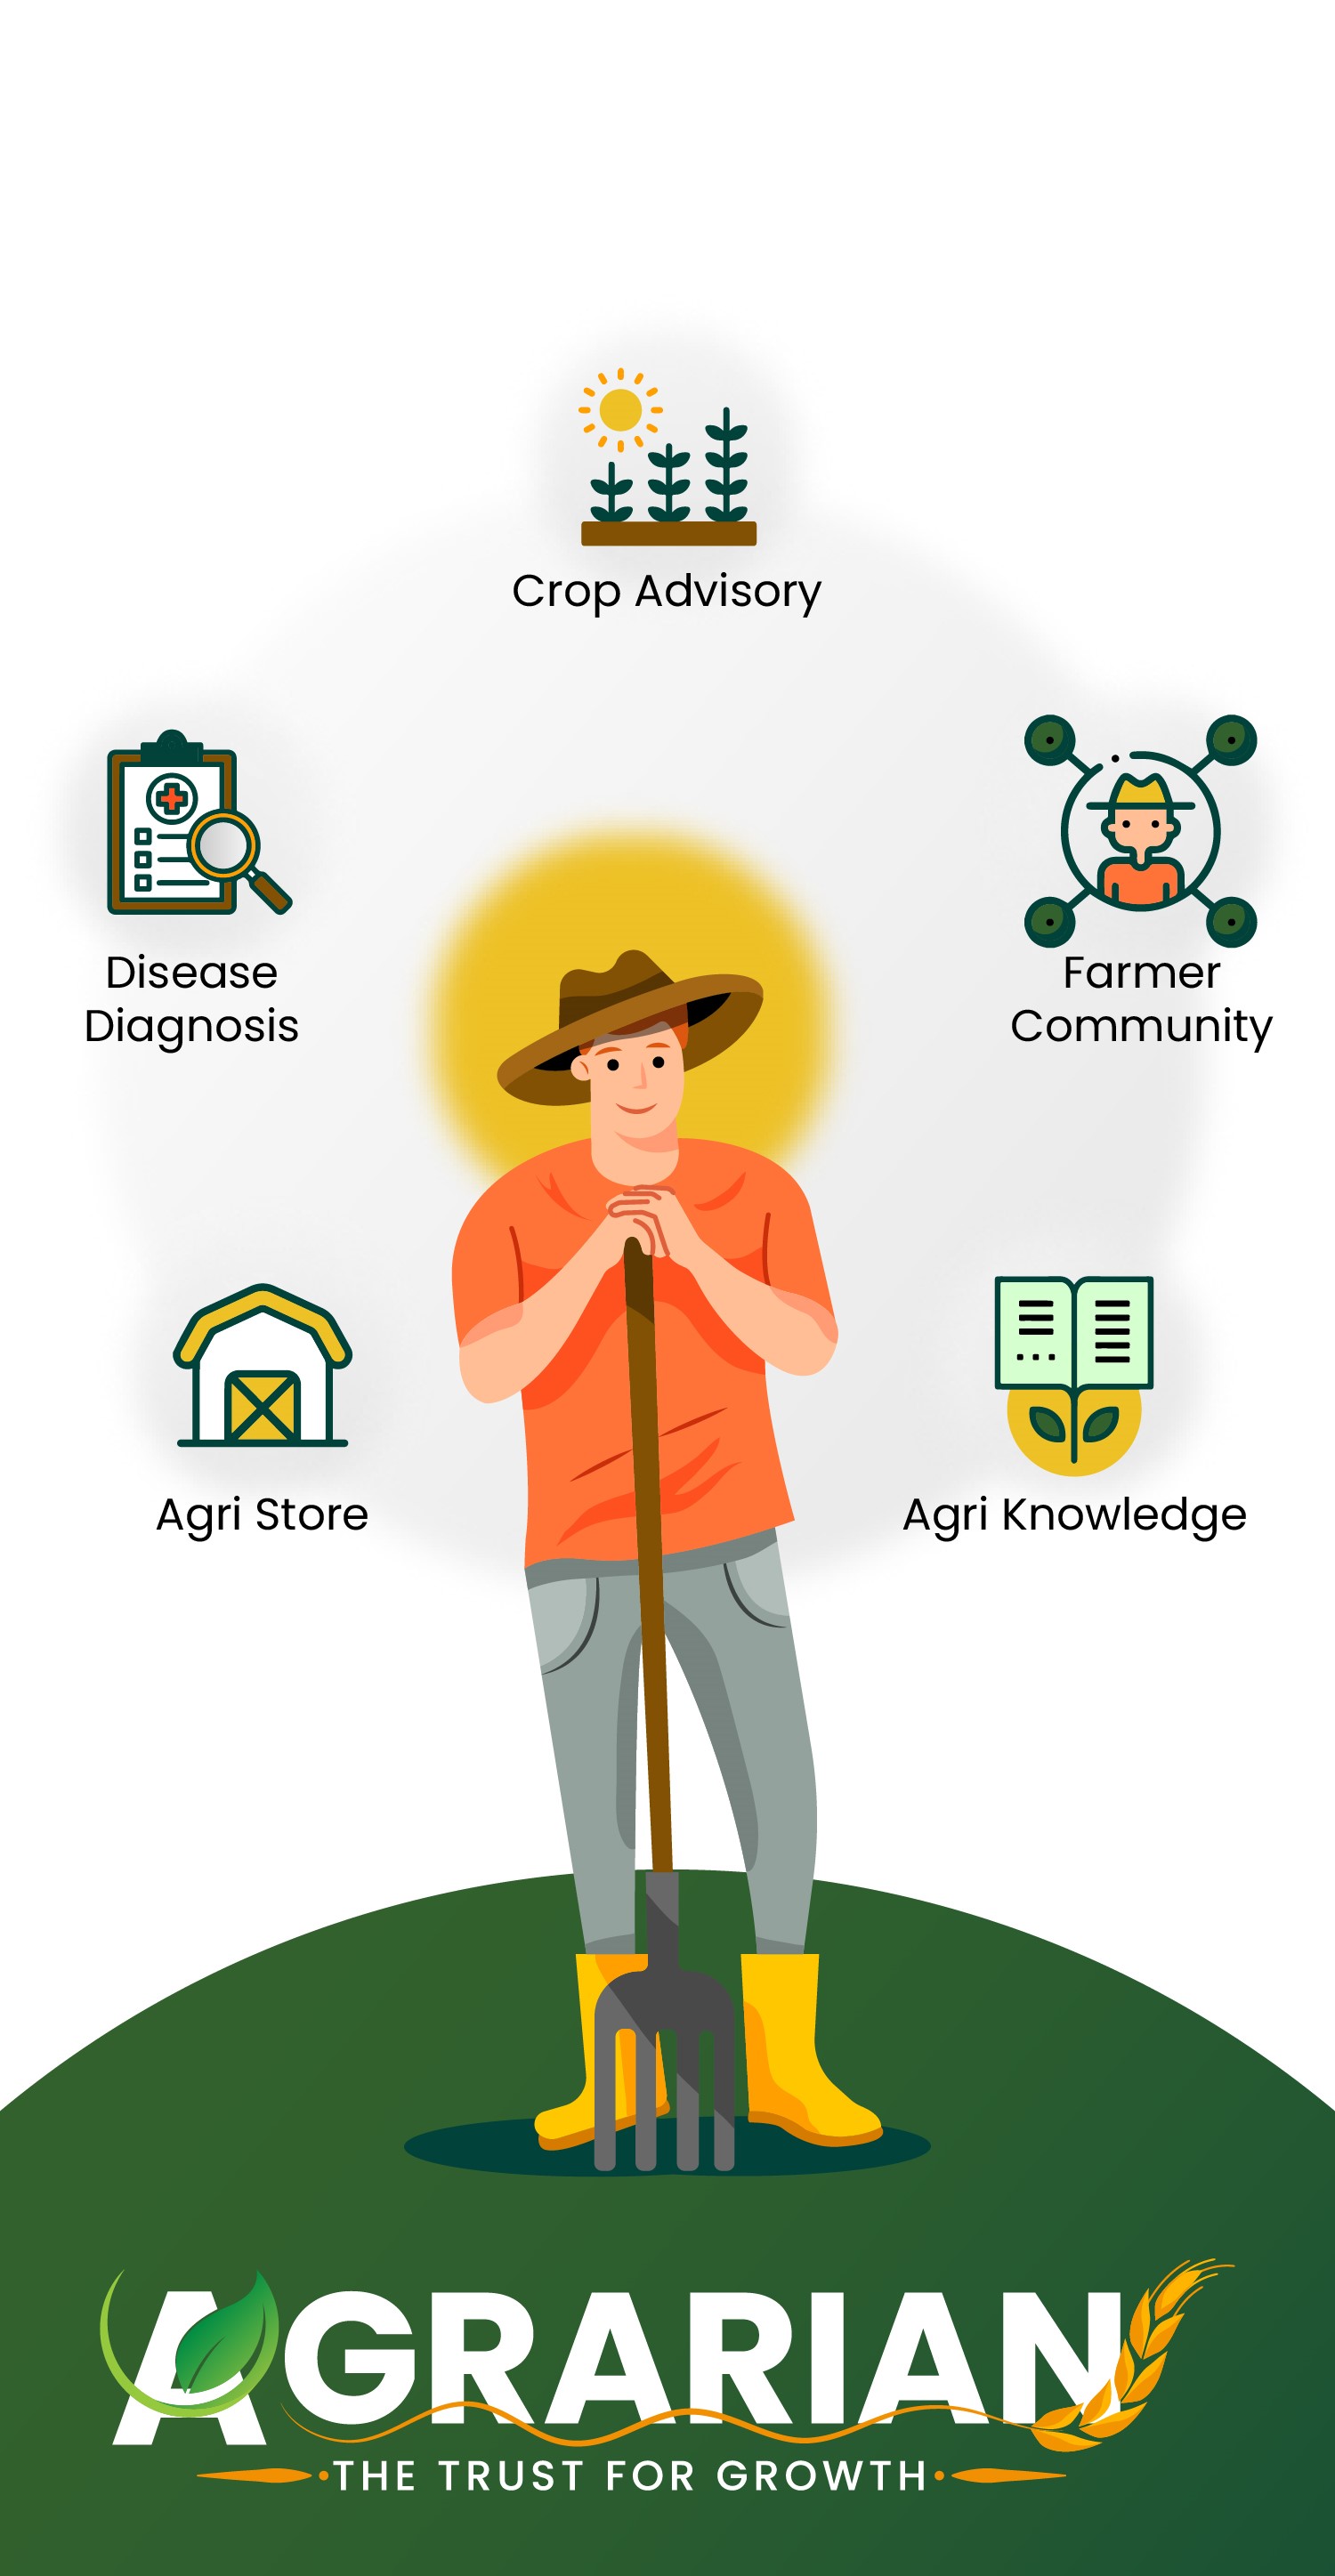 Crop Advisory
Disease
Diagnosis
Farmer
Community
Agri Store
Agri Knowledge
AGRARIAN
THE TRUST FOR GROWTH